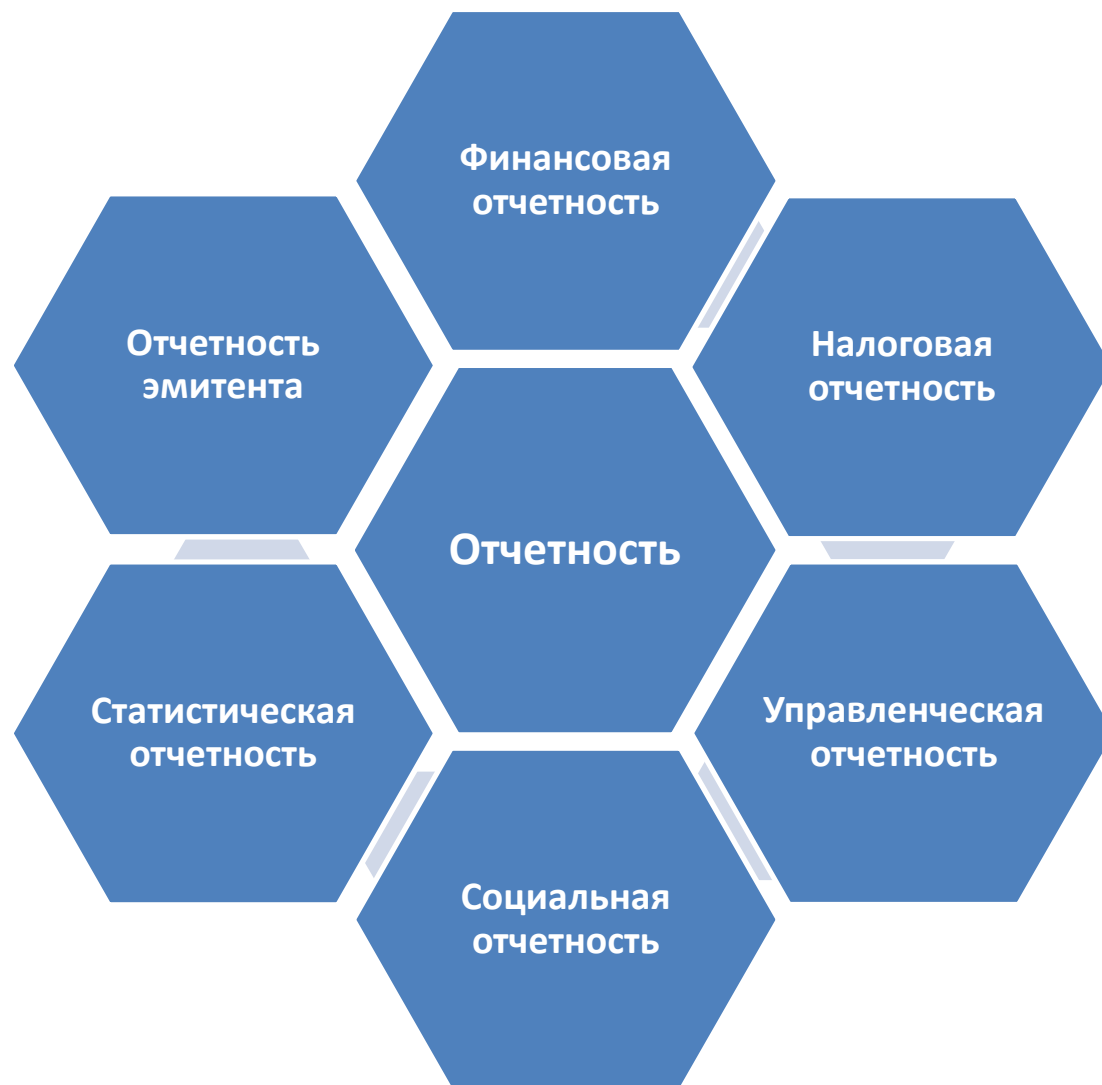 Финансовая
отчетность
Отчетность
эмитента
Налоговая
отчетность
Отчетность
Статистическая
отчетность
Управленческая
отчетность
Социальная
отчетность